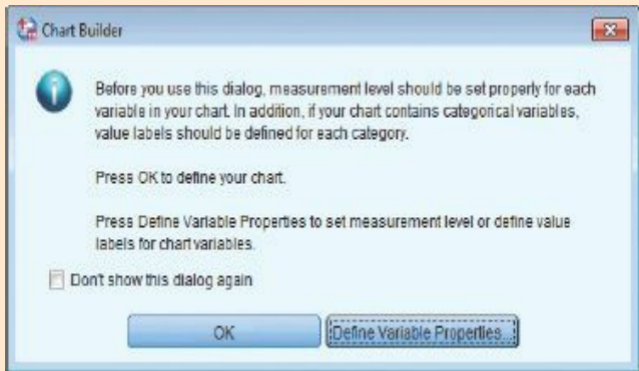 Chart Builder
Before you use this dialog, measurement level should be set properly for each
variable in your chart. In addition, if your chart contains categorical variables,
value labels should be defined for each category.
Press OK to define your chart.
Press Define Variable Properties to set measurement level or define value
labels for chart variables.
Don't show this dialog again
OK
Define Variable Properties...